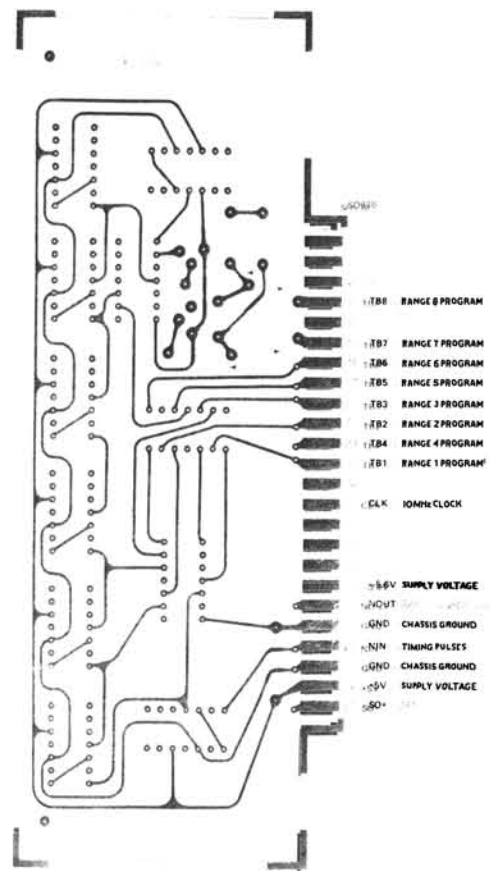 TB8 RANGE 8 PROGRAM
TB7 RANGE 7 PROGRAM
TB6 RANGE 6 PROGRAM
TB5 RANGE 5 PROGRAM
TB3 RANGE 3 PROGRAM
TB2 RANGE 2 PROGRAM
TB4 RANGE 4 PROGRAM
TB1 RANGE 1 PROGRAM
CLK 10MHz CLOCK
SUPPLY VOLTAGE
NOUT
GND CHASSIS GROUND
NIN TIMING PULSES
GND CHASSIS GROUND
SUPPLY VOLTAGE